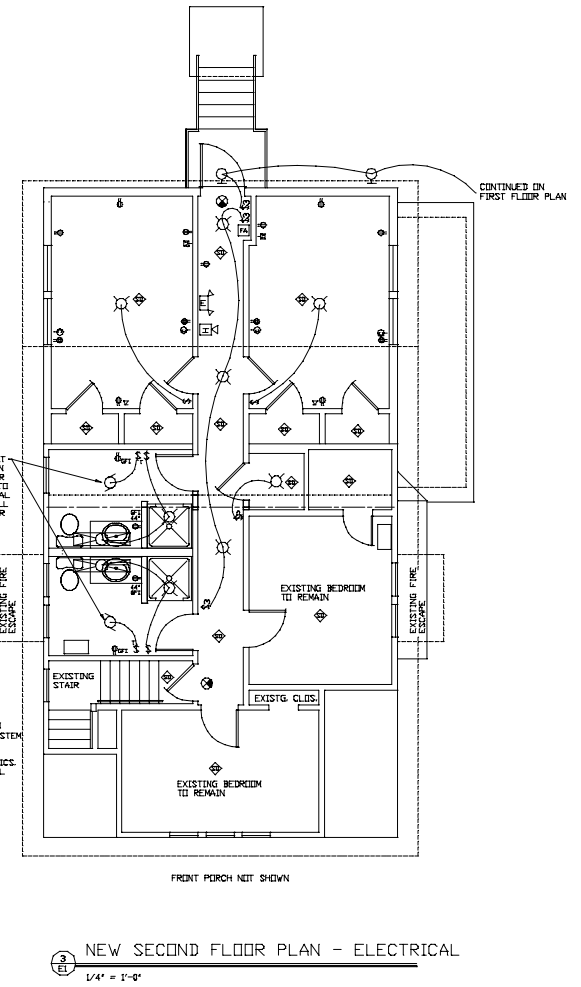 CONTINUED ON
FIRST FLOOR PLAN
FA
E
H
GFI
EXISTING FIRE
ESCAPE
EXISTING BEDROOM
TO REMAIN
EXISTING FIRE
ESCAPE
GFI
EXISTING
STAIR
EXISTG. CLOS.
EXISTING BEDROOM
TO REMAIN
FRONT PORCH NOT SHOWN
3
E1
NEW SECOND FLOOR PLAN - ELECTRICAL
1/4" = 1'-0"